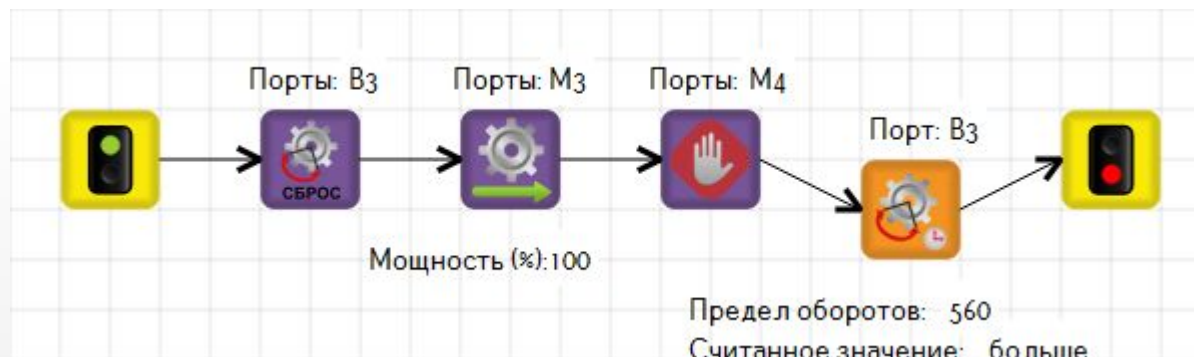 Порты: B3
Порты: M3
Порты: M4
Порт: B3
СБРОС
Мощность (%):100
Предел оборотов: 560
Считанное значение: больше